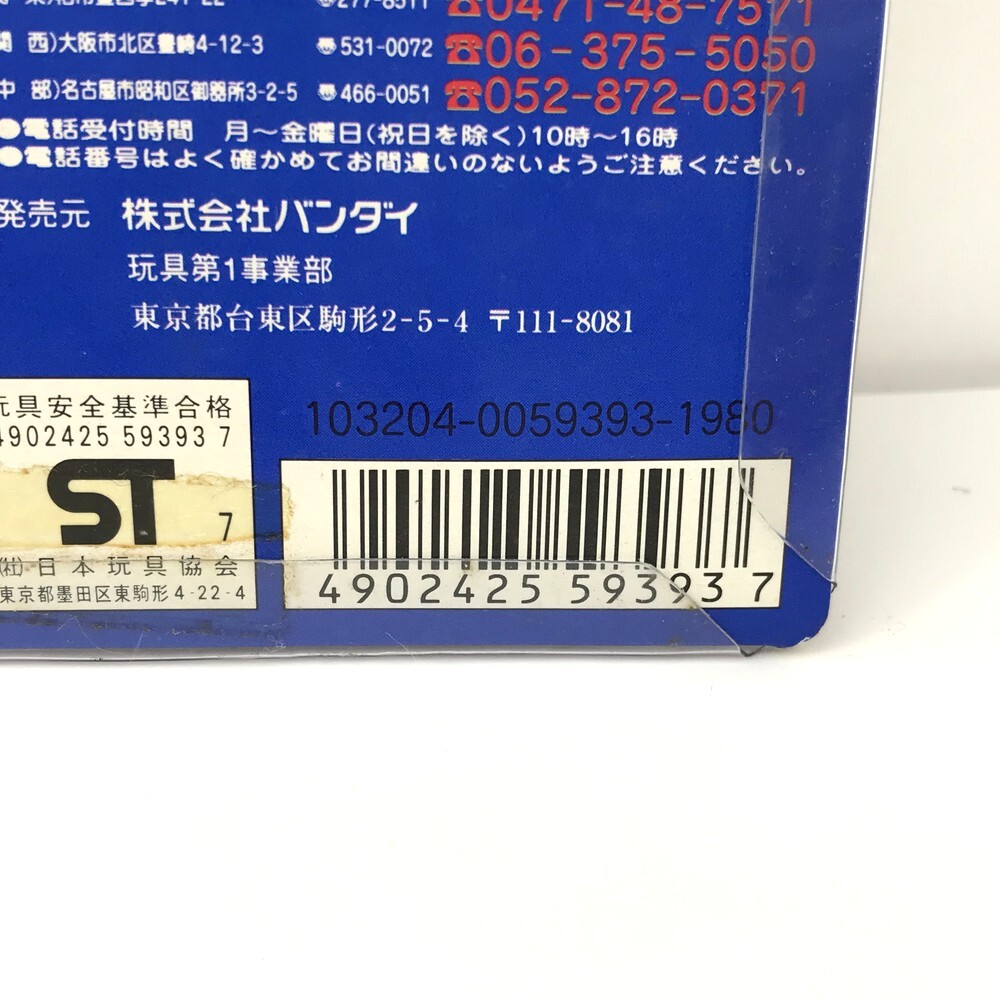 277-8511 ☎0471-48-7571
関 西)大阪市北区豊崎4-12-3 531-0072 ☎06-375-5050
中 部)名古屋市昭和区御器所3-2-5 466-0051 ☎052-872-0371
●電話受付時間 月〜金曜日(祝日を除く)10時〜16時
●電話番号はよく確かめてお間違いのないようご注意ください。
発売元 株式会社バンダイ
玩具第1事業部
東京都台東区駒形2-5-4 〒111-8081
玩具安全基準合格
4902425 59393 7
ST 7
(社)日本玩具協会
東京都墨田区東駒形4-22-4
103204-0059393-1980
4902425 593937